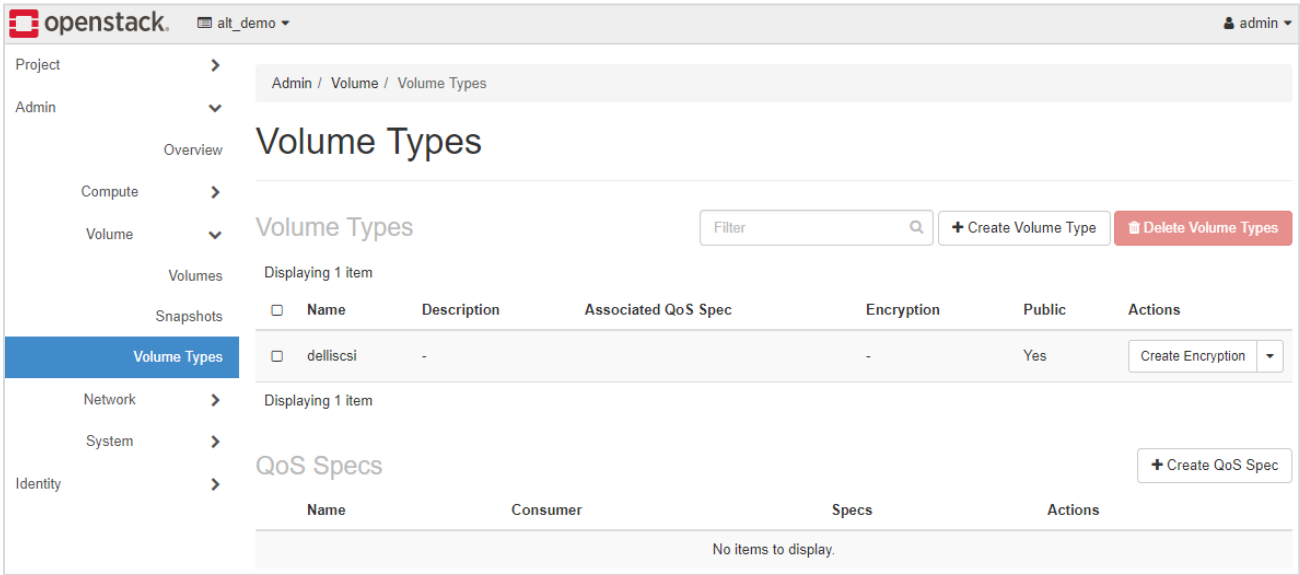 openstack. alt_demo admin
Project
Admin
Overview
Compute
Volume
Volumes
Snapshots
Volume Types
Network
System
Identity
Admin / Volume / Volume Types
Volume Types
Volume Types Filter + Create Volume Type Delete Volume Types
Displaying 1 item
Name Description Associated QoS Spec Encryption Public Actions
delliscsi - - Yes Create Encryption
Displaying 1 item
QoS Specs + Create QoS Spec
Name Consumer Specs Actions
No items to display.